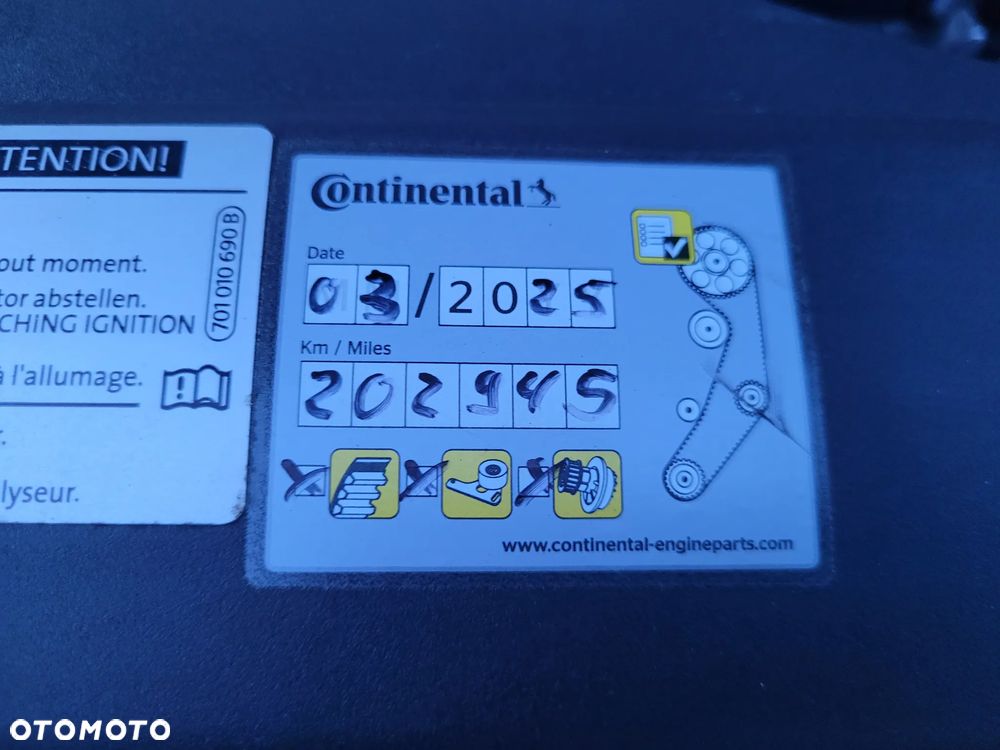 TENTION!
out moment.
tor abstellen.
CHING IGNITION
701 010 690 B
à l'allumage.
r.
lyseur.
Continental
Date
03/2025
Km / Miles
202945
www.continental-engineparts.com
OTOMOTO